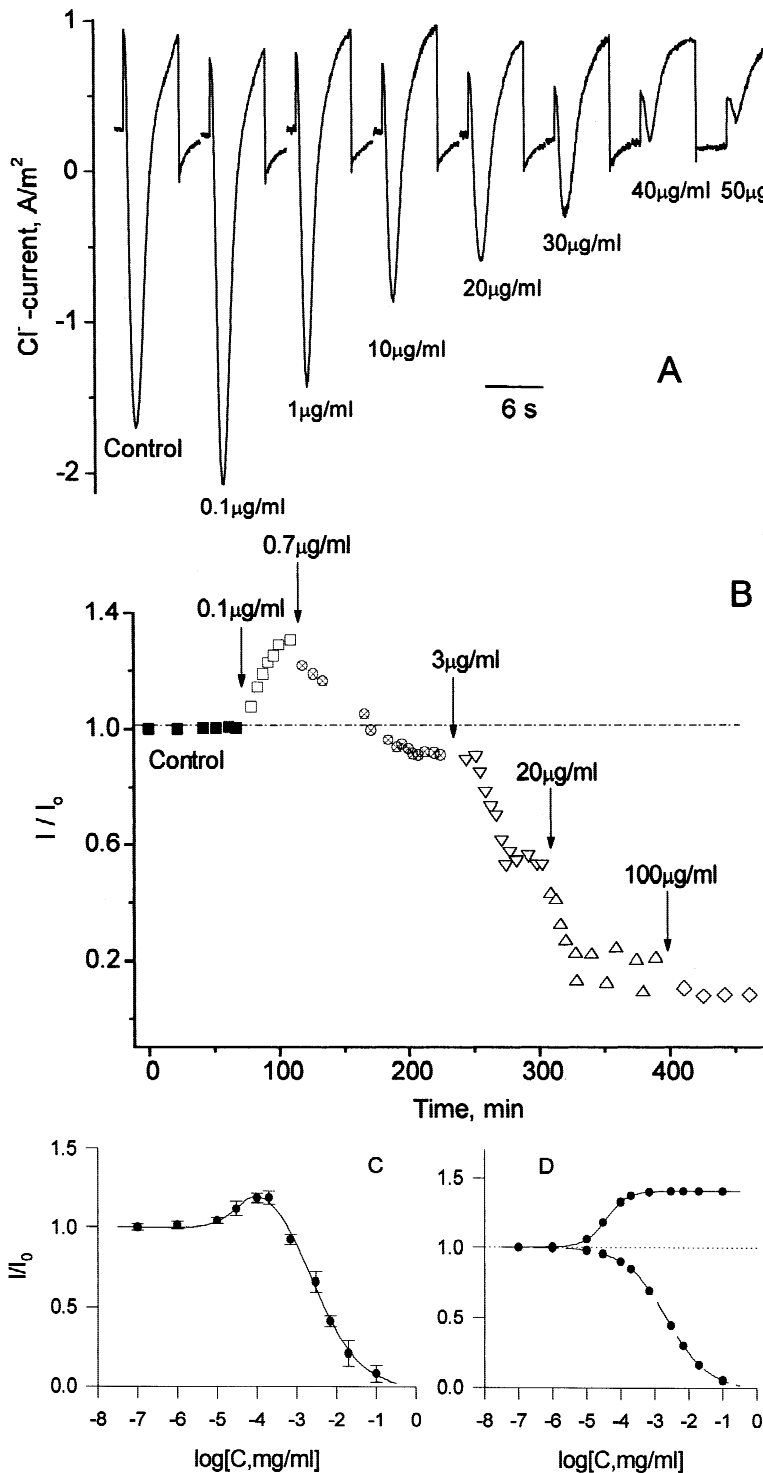 1
0
-1
-2
Cl⁻-current, A/m²
Control
0.1µg/ml
1µg/ml
10µg/ml
20µg/ml
30µg/ml
40µg/ml
50µg
6 s
A
B
1.4
1.0
0.6
0.2
I / Iₒ
Control
0.1µg/ml
0.7µg/ml
3µg/ml
20µg/ml
100µg/ml
0 100 200 300 400
Time, min
C
1.5
1.0
0.5
0.0
I/I₀
-8 -7 -6 -5 -4 -3 -2 -1 0
log[C,mg/ml]
D
1.5
1.0
0.5
0.0
-8 -7 -6 -5 -4 -3 -2 -1 0
log[C,mg/ml]